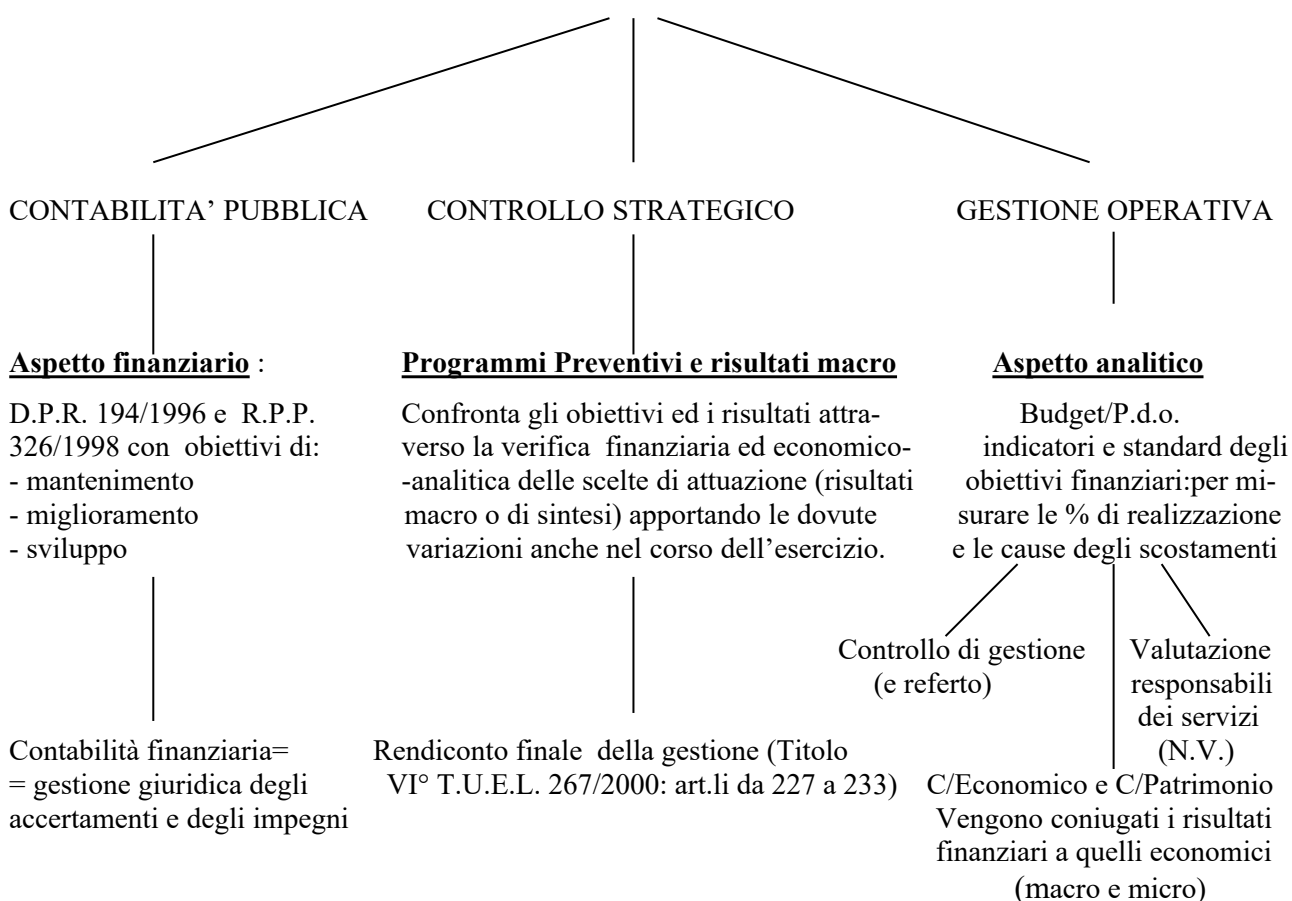 CONTABILITA’ PUBBLICA
CONTROLLO STRATEGICO
GESTIONE OPERATIVA
Aspetto finanziario :
D.P.R. 194/1996 e R.P.P.
326/1998 con obiettivi di:
- mantenimento
- miglioramento
- sviluppo
Contabilità finanziaria=
= gestione giuridica degli
accertamenti e degli impegni
Programmi Preventivi e risultati macro
Confronta gli obiettivi ed i risultati attra-
verso la verifica finanziaria ed economico-
-analitica delle scelte di attuazione (risultati
macro o di sintesi) apportando le dovute
variazioni anche nel corso dell’esercizio.
Rendiconto finale della gestione (Titolo
VI° T.U.E.L. 267/2000: art.li da 227 a 233)
Aspetto analitico
Budget/P.d.o.
indicatori e standard degli
obiettivi finanziari:per mi-
surare le % di realizzazione
e le cause degli scostamenti
Controllo di gestione
(e referto)
Valutazione
responsabili
dei servizi
(N.V.)
C/Economico e C/Patrimonio
Vengono coniugati i risultati
finanziari a quelli economici
(macro e micro)